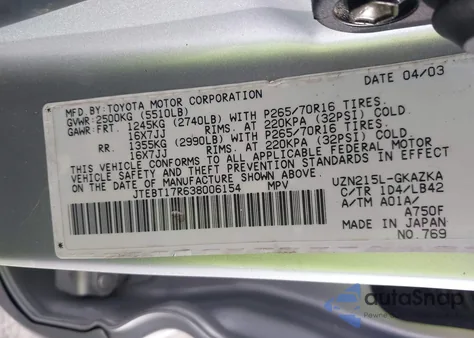 DATE 04/03
MFD. BY: TOYOTA MOTOR CORPORATION
GVWR: 2500KG (5510LB)
GAWR: FRT. 1245KG (2740LB) WITH P265/70R16 TIRES.
16X7JJ RIMS. AT 220KPA (32PSI) COLD.
RR. 1355KG (2990LB) WITH P265/70R16 TIRES.
16X7JJ RIMS. AT 220KPA (32PSI) COLD.
THIS VEHICLE CONFORMS TO ALL APPLICABLE FEDERAL MOTOR
VEHICLE SAFETY AND THEFT PREVENTION STANDARDS IN EFFECT
ON THE DATE OF MANUFACTURE SHOWN ABOVE.
JTEBT17R638006154 MPV
UZN215L-GKAZKA
C/TR 1D4/LB42
A/TM A01A/
A750F
MADE IN JAPAN
NO.769
autoSnap